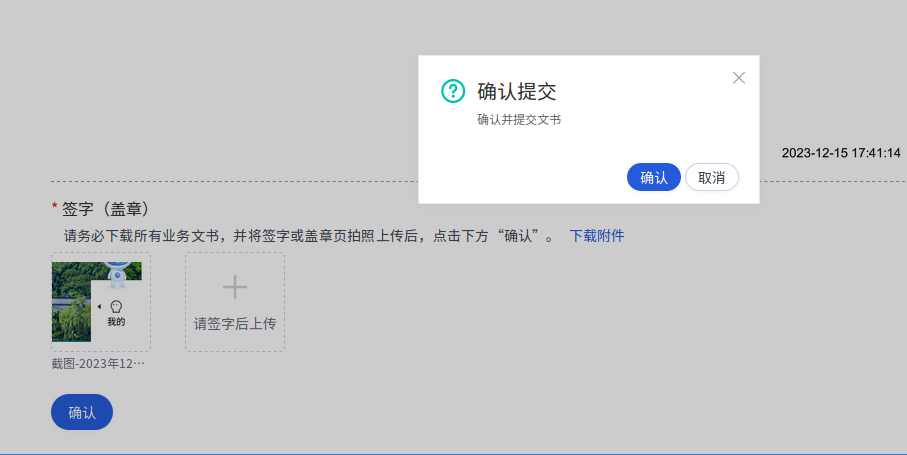 确认提交
确认并提交文书
2023-12-15 17:41:14
确认 取消
* 签字（盖章）
请务必下载所有业务文书，并将签字或盖章页拍照上传后，点击下方“确认”。 下载附件
我的
请签字后上传
截图-2023年12…
确认